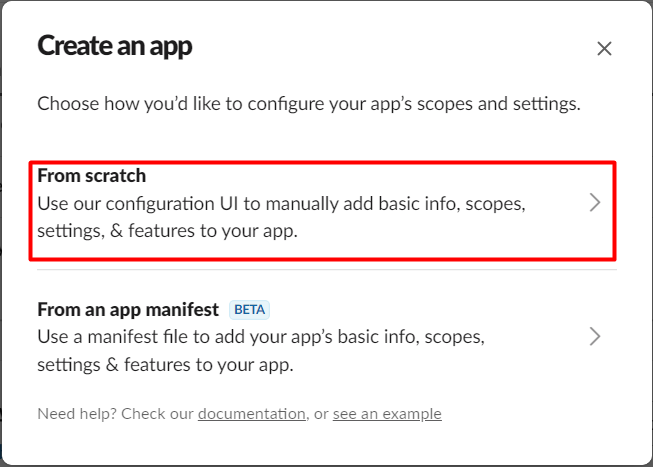 Create an app
Choose how you’d like to configure your app’s scopes and settings.
From scratch
Use our configuration UI to manually add basic info, scopes,
settings, & features to your app.
From an app manifest BETA
Use a manifest file to add your app’s basic info, scopes,
settings & features to your app.
Need help? Check our documentation, or see an example